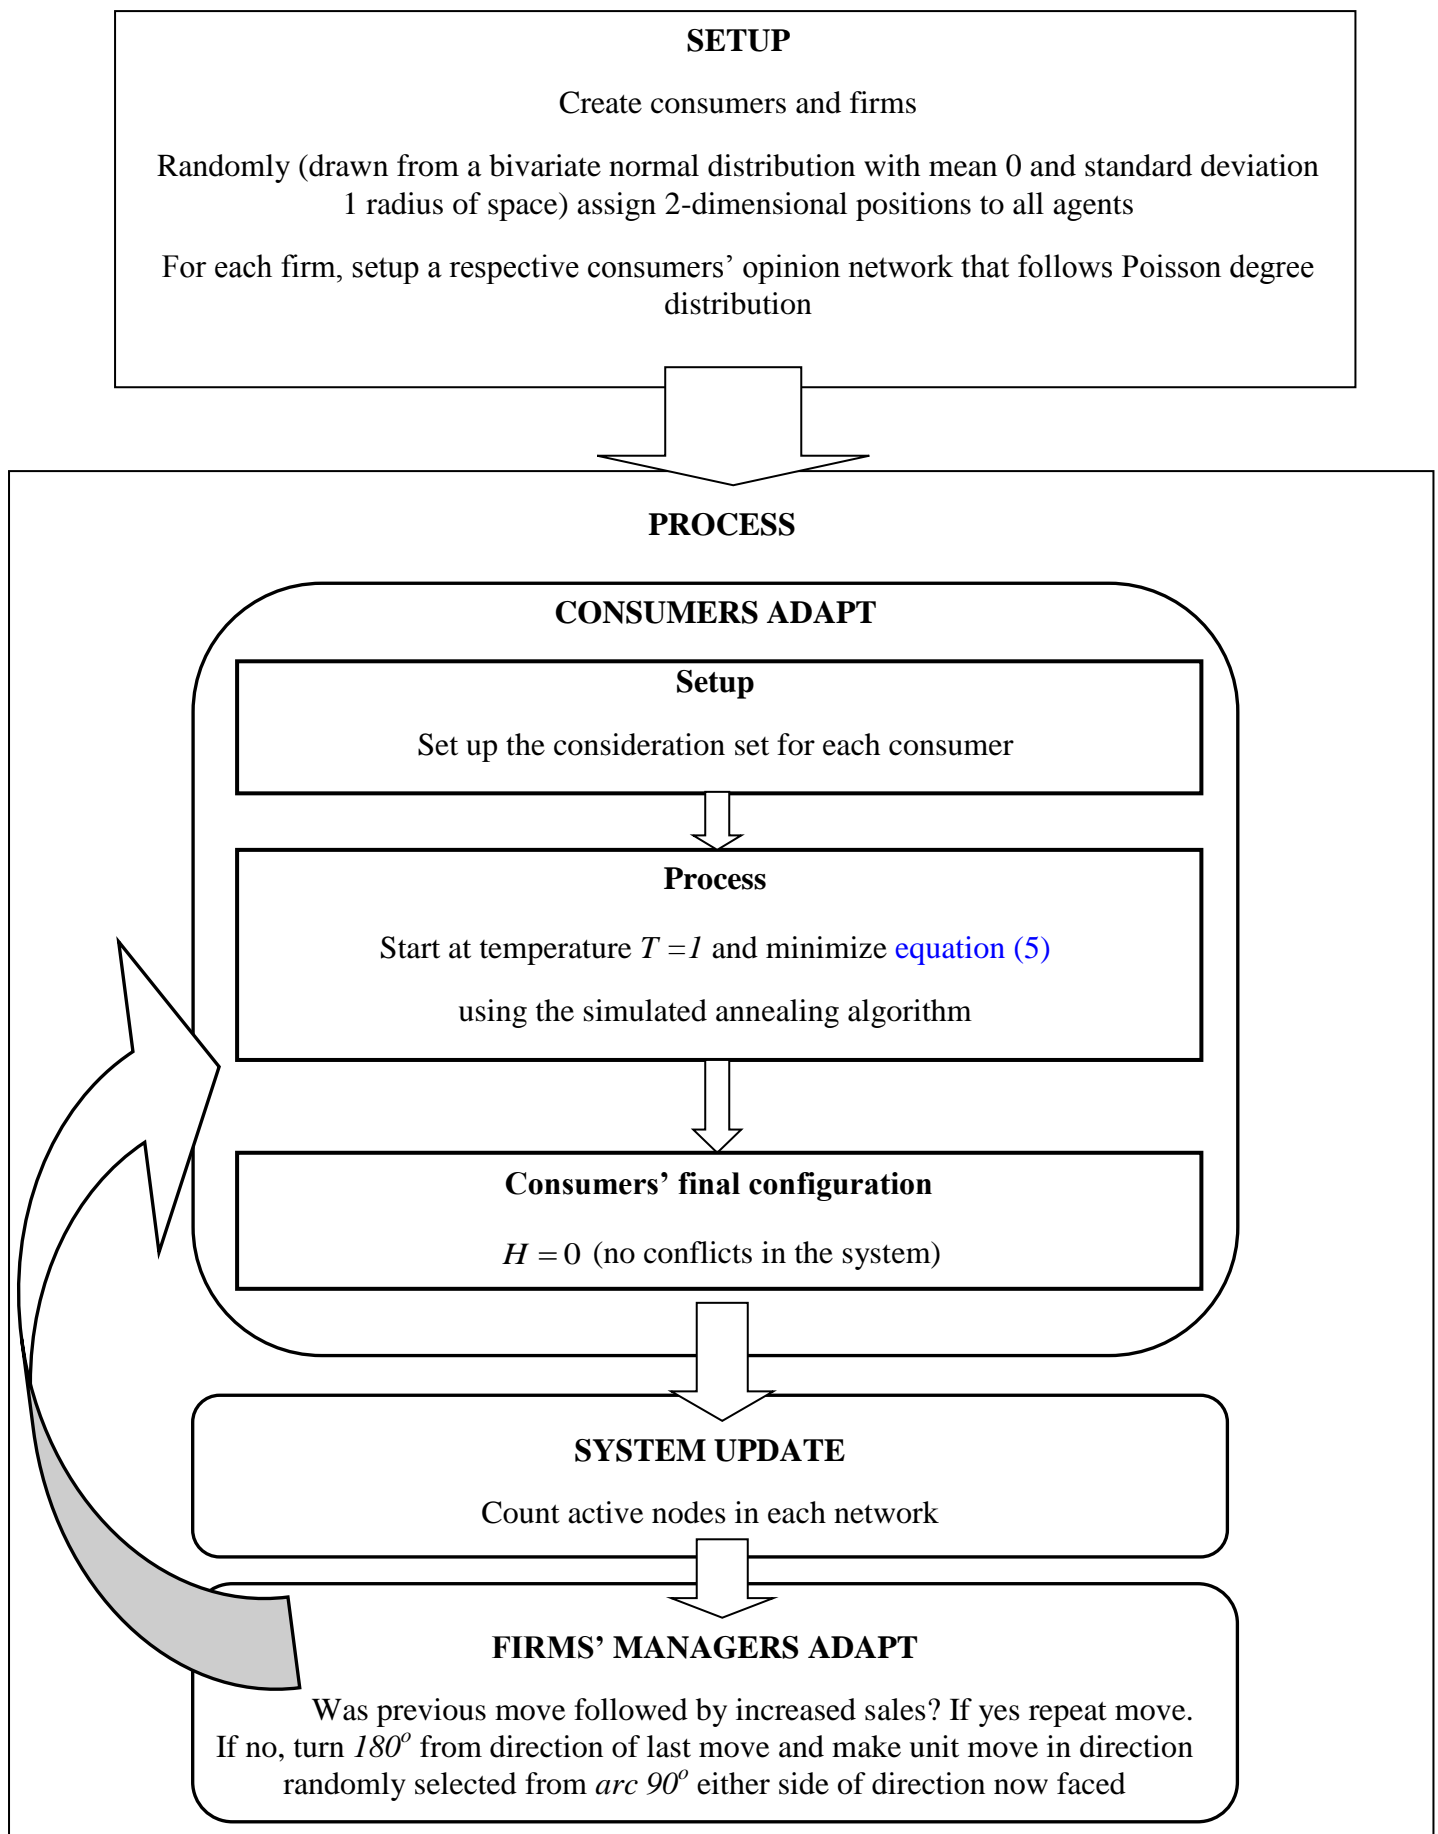 SETUP
Create consumers and firms
Randomly (drawn from a bivariate normal distribution with mean 0 and standard deviation
1 radius of space) assign 2-dimensional positions to all agents
For each firm, setup a respective consumers’ opinion network that follows Poisson degree
distribution
PROCESS
CONSUMERS ADAPT
Setup
Set up the consideration set for each consumer
Process
Start at temperature T =1 and minimize equation (5)
using the simulated annealing algorithm
Consumers’ final configuration
H = 0 (no conflicts in the system)
SYSTEM UPDATE
Count active nodes in each network
FIRMS’ MANAGERS ADAPT
Was previous move followed by increased sales? If yes repeat move.
If no, turn 180º from direction of last move and make unit move in direction
randomly selected from arc 90º either side of direction now faced